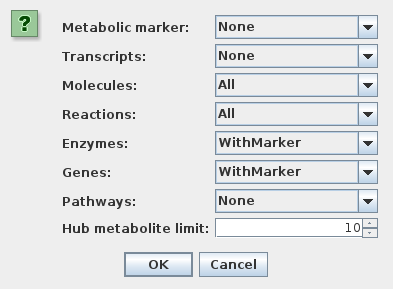 ?
Metabolic marker: None
Transcripts: None
Molecules: All
Reactions: All
Enzymes: WithMarker
Genes: WithMarker
Pathways: None
Hub metabolite limit: 10
OK Cancel